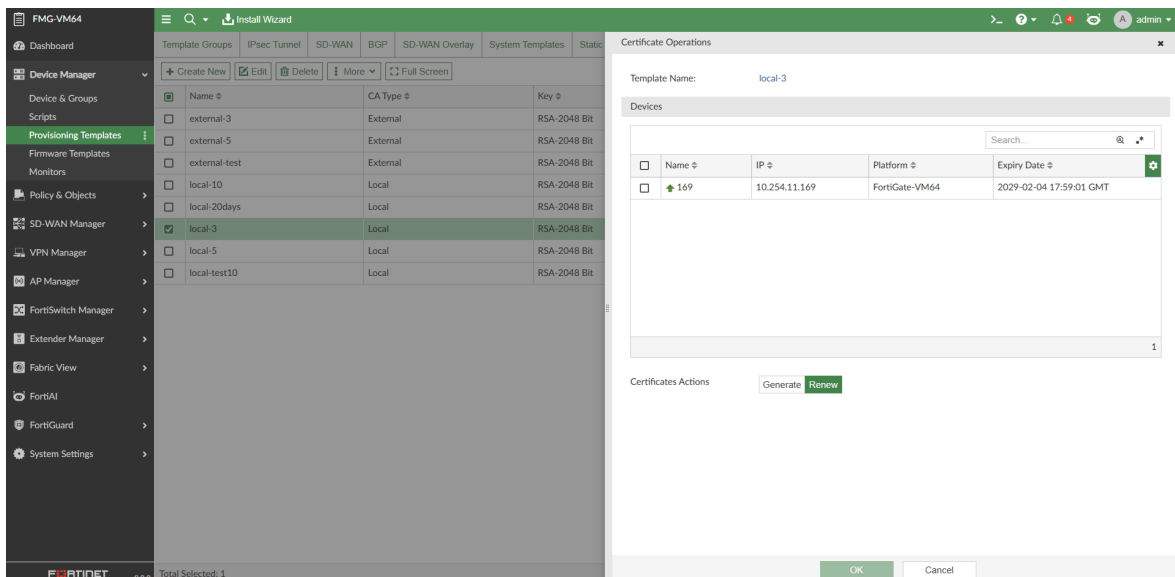 FMG-VM64
Install Wizard
4
A admin
Dashboard
Device Manager
Device & Groups
Scripts
Provisioning Templates
Firmware Templates
Monitors
Policy & Objects
SD-WAN Manager
VPN Manager
AP Manager
FortiSwitch Manager
Extender Manager
Fabric View
FortiAI
FortiGuard
System Settings
FORTINET
Template Groups IPsec Tunnel SD-WAN BGP SD-WAN Overlay System Templates Static
+ Create New Edit Delete More Full Screen
Name CA Type Key
external-3 External RSA-2048 Bit
external-5 External RSA-2048 Bit
external-test External RSA-2048 Bit
local-10 Local RSA-2048 Bit
local-20days Local RSA-2048 Bit
local-3 Local RSA-2048 Bit
local-5 Local RSA-2048 Bit
local-test10 Local RSA-2048 Bit
Total Selected: 1
Certificate Operations
Template Name: local-3
Devices
Search...
Name IP Platform Expiry Date
169 10.254.11.169 FortiGate-VM64 2029-02-04 17:59:01 GMT
1
Certificates Actions Generate Renew
OK Cancel